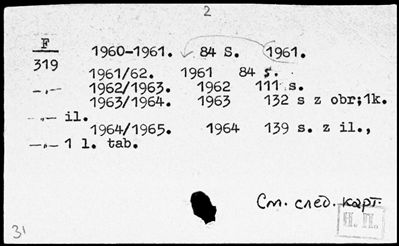 2
F 1960-1961. 84 S. 1961.
319
1961/62. 1961 84 s.
-„- 1962/1963. 1962 111 s.
1963/1964. 1963 132 s z obr;1k.
-„- il.
1964/1965. 1964 139 s. z il.,
-„- 1 l. tab.
См. след. карт.
И. П.
31